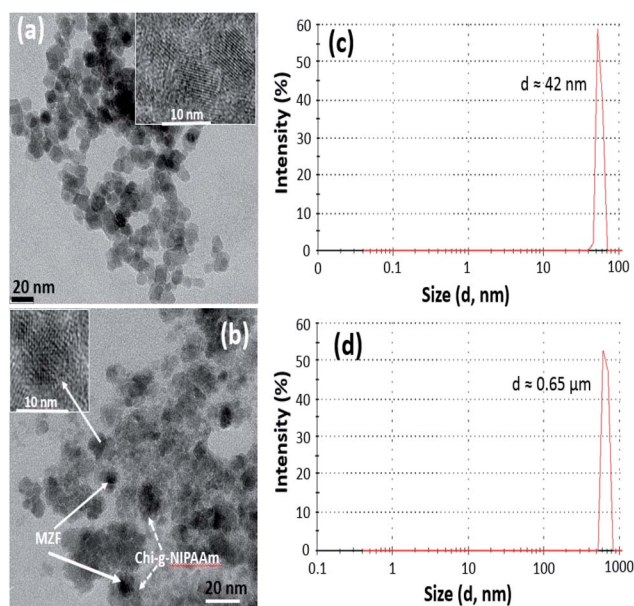 (a)
10 nm
20 nm
(c)
d ≈ 42 nm
Intensity (%)
60
50
40
30
20
10
0
0 0.1 1 10 100
Size (d, nm)
(b)
10 nm
MZF
Chi-g-NIPAAm
20 nm
(d)
d ≈ 0.65 μm
Intensity (%)
60
50
40
30
20
10
0
0.1 1 10 100 1000
Size (d, nm)